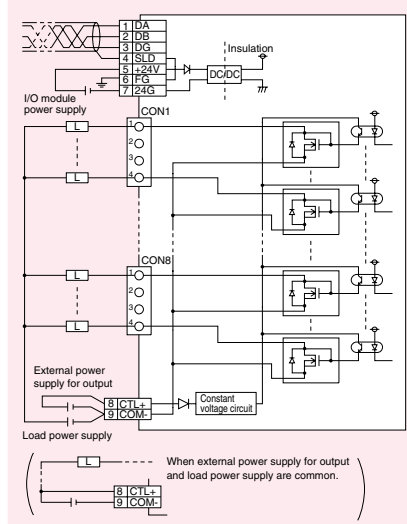 1 DA
2 DB
3 DG
4 SLD
5 +24V
6 FG
7 24G
Insulation
DC/DC
I/O module
power supply
CON1
L
1
2
3
L
4
CON8
L
1
2
3
L
4
External power
supply for output
8 CTL+
9 COM-
Constant
voltage circuit
Load power supply
L
When external power supply for output
and load power supply are common.
8 CTL+
9 COM-